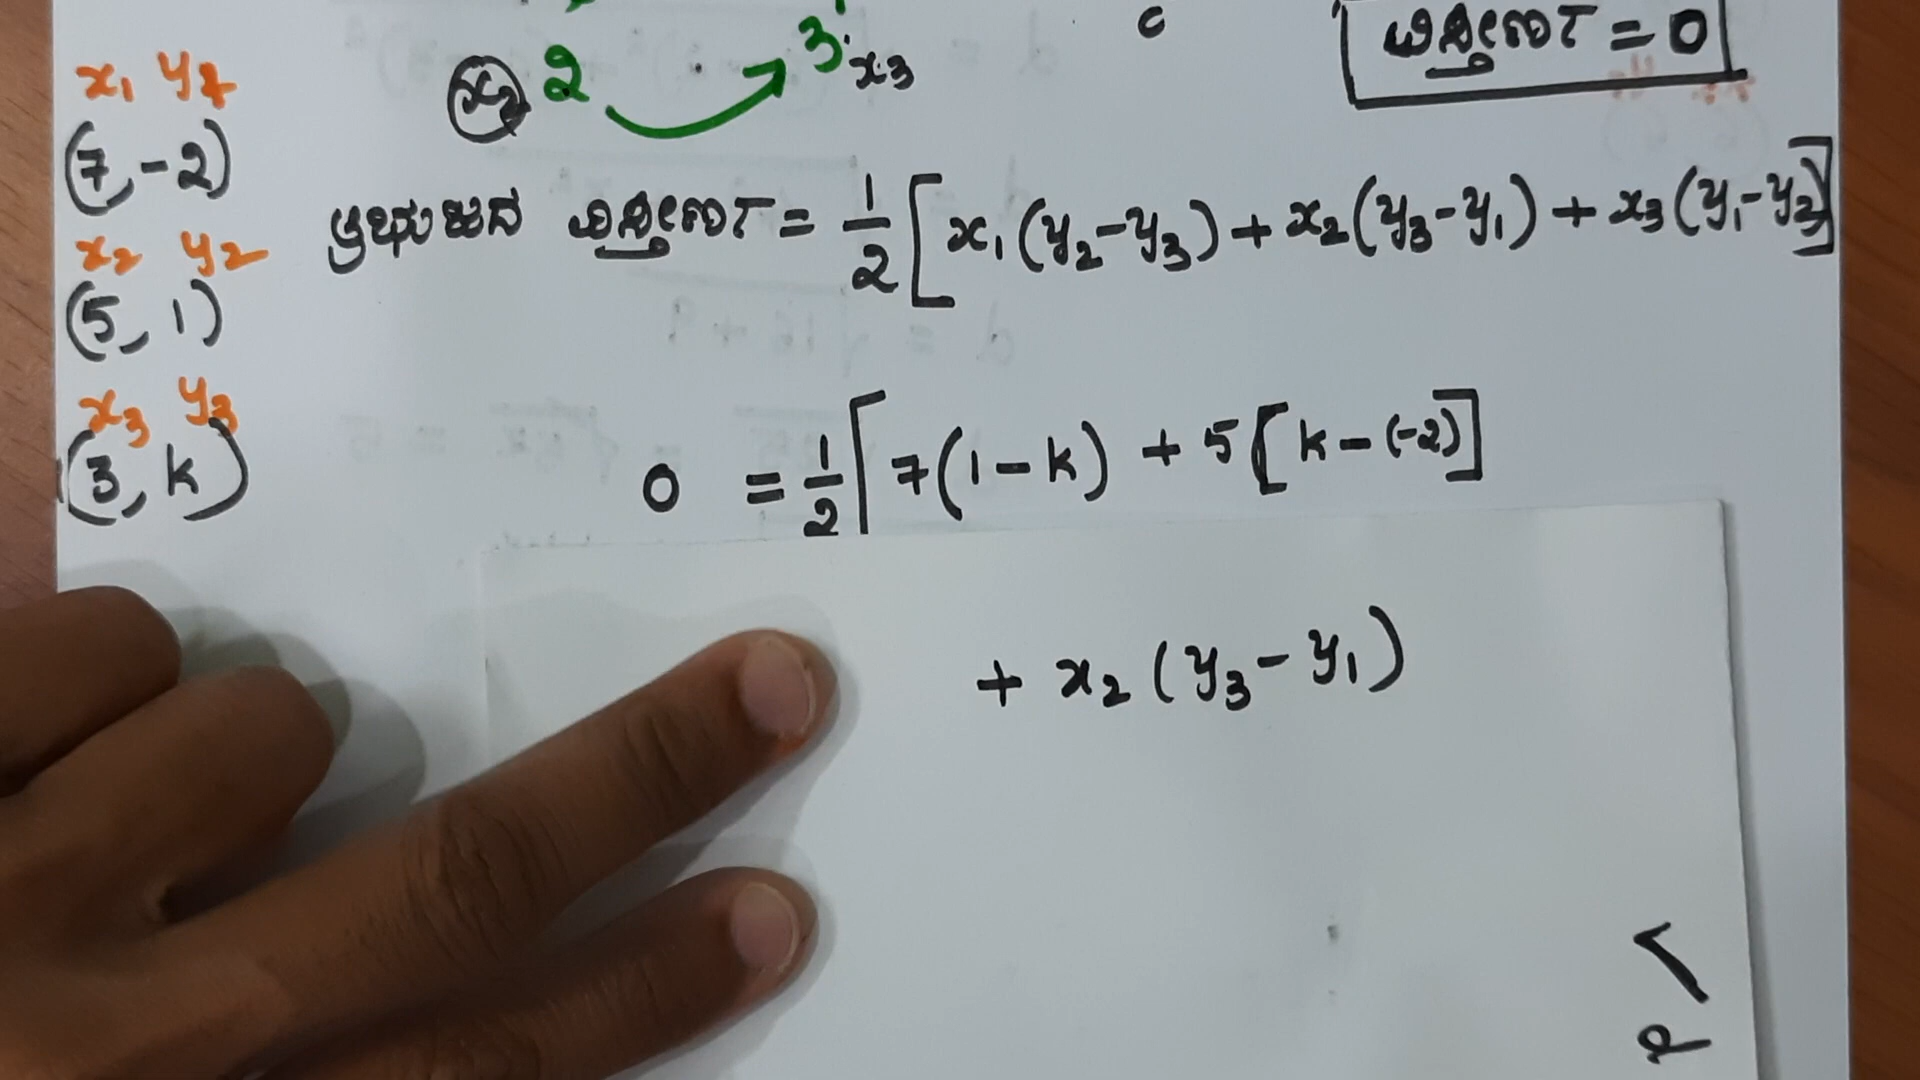 x₁ y₁
(7, -2)
x₂ y₂
(5, 1)
x₃ y₃
(3, k)
x₂ 2 3 x₃
ವಿಸ್ತೀರ್ಣ = 0
ತ್ರಿಭುಜದ ವಿಸ್ತೀರ್ಣ = 1/2 [x₁(y₂-y₃) + x₂(y₃-y₁) + x₃(y₁-y₂)]
0 = 1/2 [7(1-k) + 5[k-(-2)]
+ x₂(y₃-y₁)